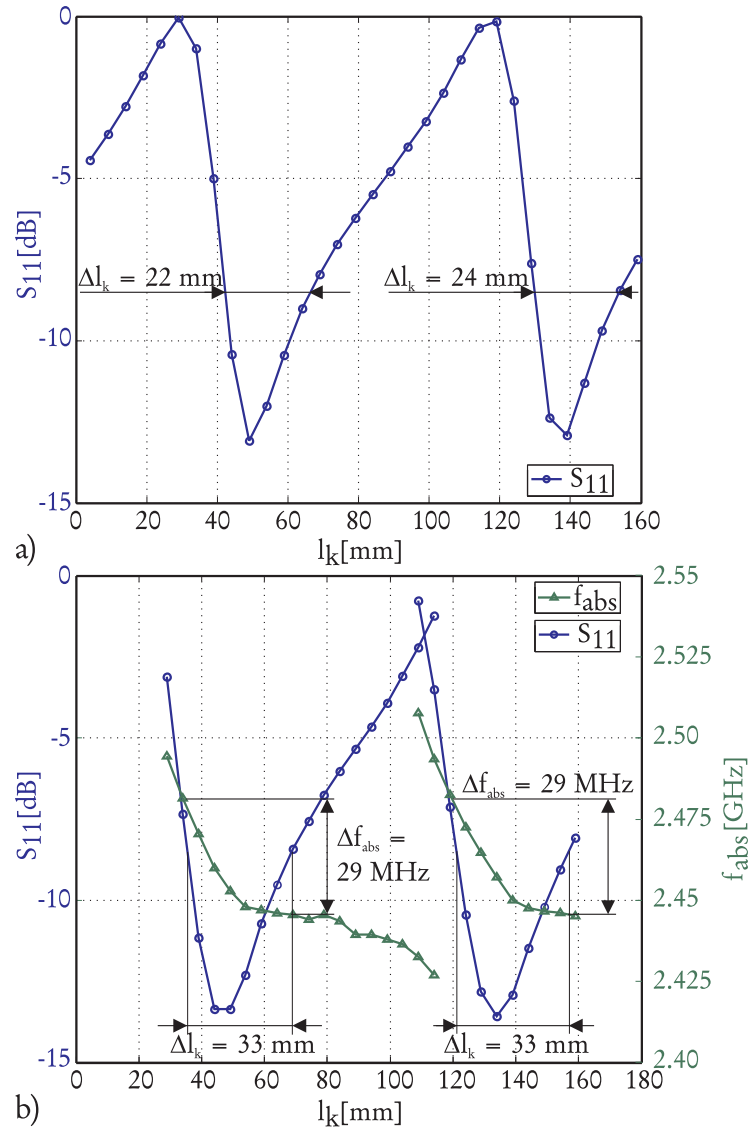 0
-5
-10
-15
S11[dB]
Δlk = 22 mm
Δlk = 24 mm
S11
0 20 40 60 80 100 120 140 160
lk[mm]
a)
0
-5
-10
-15
S11[dB]
fabs
S11
2.55
2.525
2.50
2.475
2.45
2.425
2.40
fabs[GHz]
Δfabs = 29 MHz
Δfabs =
29 MHz
Δlk = 33 mm
Δlk = 33 mm
0 20 40 60 80 100 120 140 160 180
lk[mm]
b)